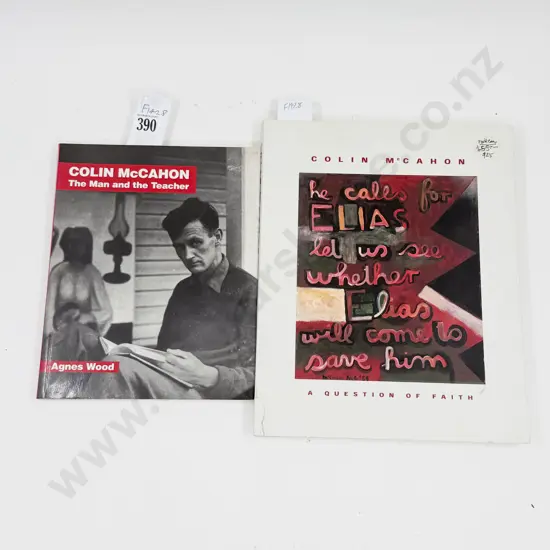 390
COLIN McCAHON
The Man and the Teacher
Agnes Wood
COLIN McCAHON
he calls for
ELIAS
let us see
whether
Elias
will come to
save him
A QUESTION OF FAITH